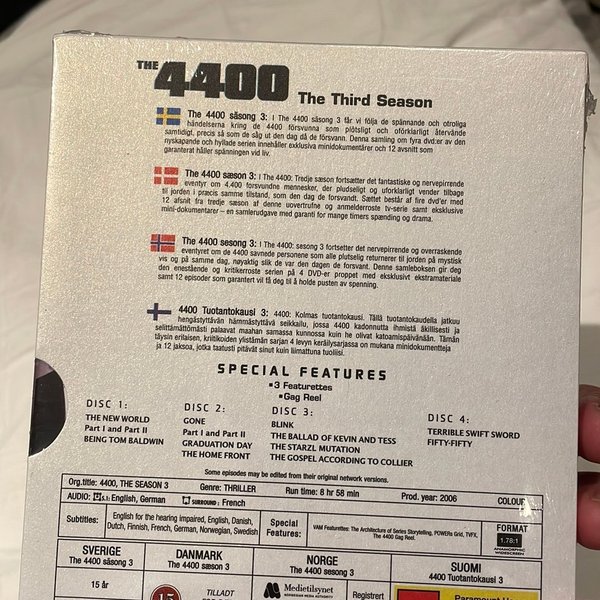 THE 4400 The Third Season
The 4400 säsong 3: I The 4400 säsong 3 får vi följa de spännande och otroliga
händelserna kring de 4400 försvunna som plötsligt och oförklarligt återvände
samtidigt, precis så som de såg ut den dag då de försvann. Denna samling om fyra dvd:er av den
nyskapande och hyllade serien innehåller exklusiva minidokumentärer och 12 avsnitt som
garanterat håller spänningen vid liv.
The 4400 sæson 3: I The 4400: Tredje sæson fortsættet det fantastiske og nervepirrende
eventyr om 4.400 forsvundne mennesker, der pludseligt og uforklarligt vender tilbage
til jorden i præcis samme tilstand, som den dag de forsvandt. Sættet består af fire dvd'er med
12 afsnit fra tredje sæson af denne uovertrufne og anmelderroste tv-serie samt eksklusive
mini-dokumentarer – en samlerudgave med garanti for mange timers spænding og drama.
The 4400 sesong 3: I The 4400: sesong 3 fortsetter det nervepirrende og overraskende
eventyret om de 4400 savnede personene som alle plutselig returnerer til jorden på mystisk
vis og på samme dag, nøyaktig slik de var den dagen de forsvant. Denne samleboksen gir deg
den enestående og kritikerroste serien på 4 DVD-er proppet med eksklusivt ekstramateriale
samt 12 episoder som garantert vil få deg til å holde pusten av spenning.
4400 Tuotantokausi 3: 4400: Kolmas tuotantokausi. Tällä tuotantokaudella jatkuu
hengästyttävän hämmästyttävä seikkailu, jossa 4400 kadonnutta ihmistä äkillisesti ja
selittämättömästi palaavat maahan samassa kunnossa kuin he olivat katoamispäivänään. Tämän
täysin erilaisen, kriitikoiden ylistämän sarjan 4 levyn keräilysarjassa on mukana minidokumentteja
ja 12 jaksoa, jotka taatusti pitävät sinut kuin liimattuna tuoliisi.
SPECIAL FEATURES
▪3 Featurettes
▪Gag Reel
DISC 1:
THE NEW WORLD
Part I and Part II
BEING TOM BALDWIN
DISC 2:
GONE
Part I and Part II
GRADUATION DAY
THE HOME FRONT
DISC 3:
BLINK
THE BALLAD OF KEVIN AND TESS
THE STARZL MUTATION
THE GOSPEL ACCORDING TO COLLIER
DISC 4:
TERRIBLE SWIFT SWORD
FIFTY-FIFTY
Some episodes may be edited from their original network versions.
Org.title: 4400, THE SEASON 3 Genre: THRILLER Run time: 8 hr 58 min Prod. year: 2006 COLOUR
AUDIO: 5.1: English, German SURROUND: French
Subtitles: English for the hearing impaired, English, Danish,
Dutch, Finnish, French, German, Norwegian, Swedish
Special
Features:
VAM Featurettes: The Architecture of Series Storytelling, POWERs Grid, TVFX,
The 4400 Gag Reel.
FORMAT
1.78:1
ANAMORPHIC
WIDESCREEN
SVERIGE
The 4400 säsong 3
15 år
DANMARK
The 4400 sæson 3
15 TILLADT
NORGE
The 4400 sesong 3
Medietilsynet
NORWEGIAN MEDIA AUTHORITY
Registrert
SUOMI
4400 Tuotantokausi 3